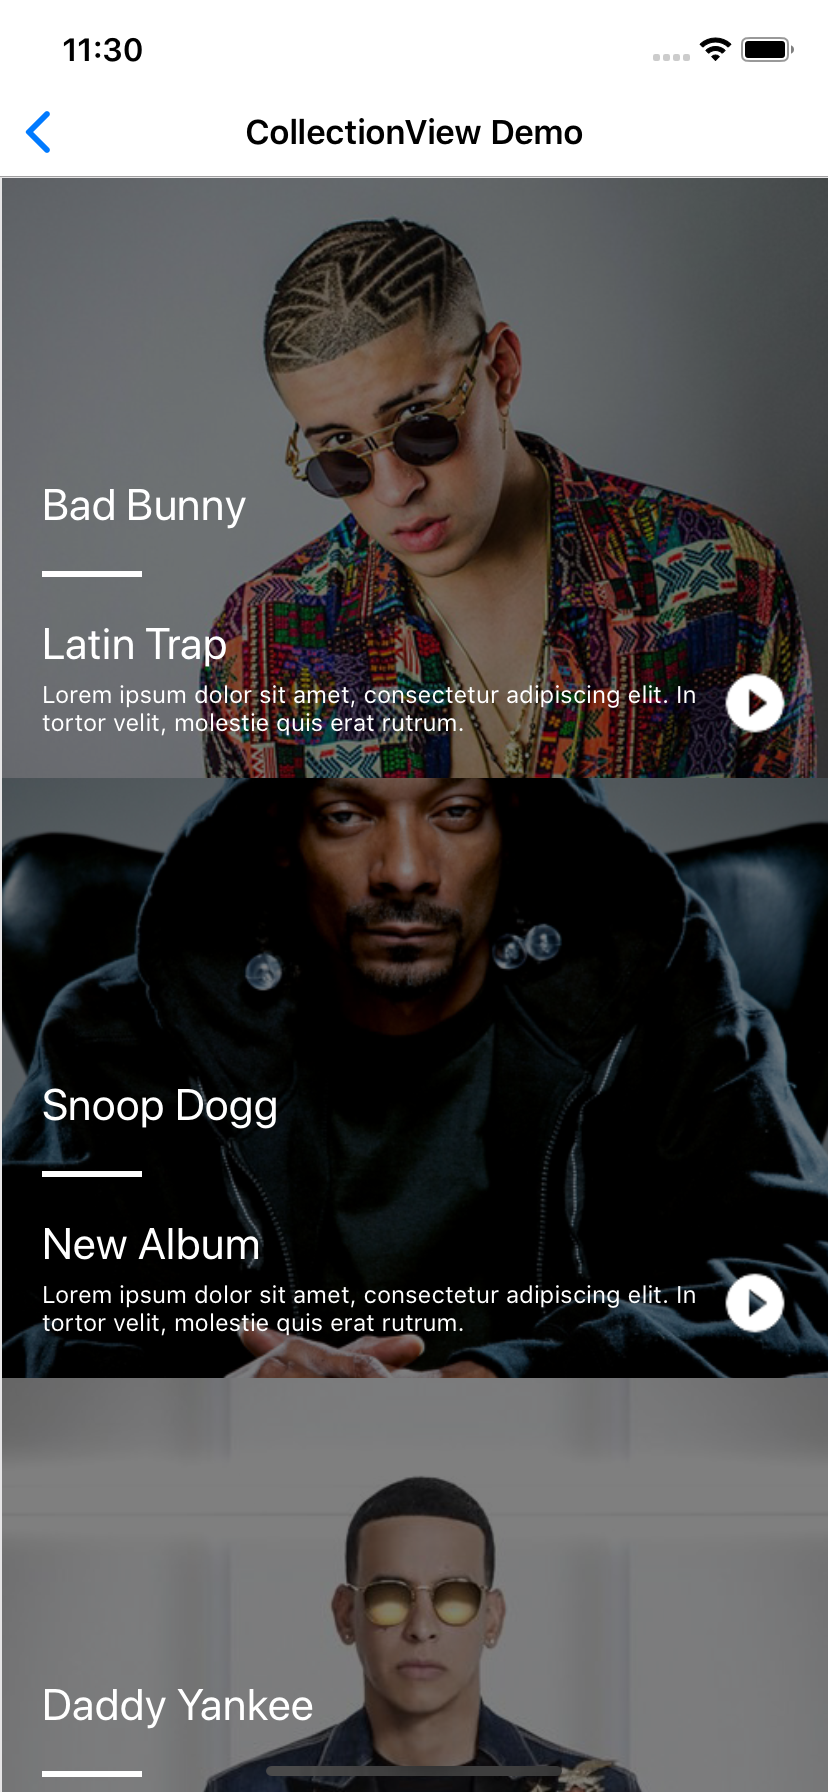 11:30
CollectionView Demo
Bad Bunny
Latin Trap
Lorem ipsum dolor sit amet, consectetur adipiscing elit. In
tortor velit, molestie quis erat rutrum.
Snoop Dogg
New Album
Lorem ipsum dolor sit amet, consectetur adipiscing elit. In
tortor velit, molestie quis erat rutrum.
Daddy Yankee